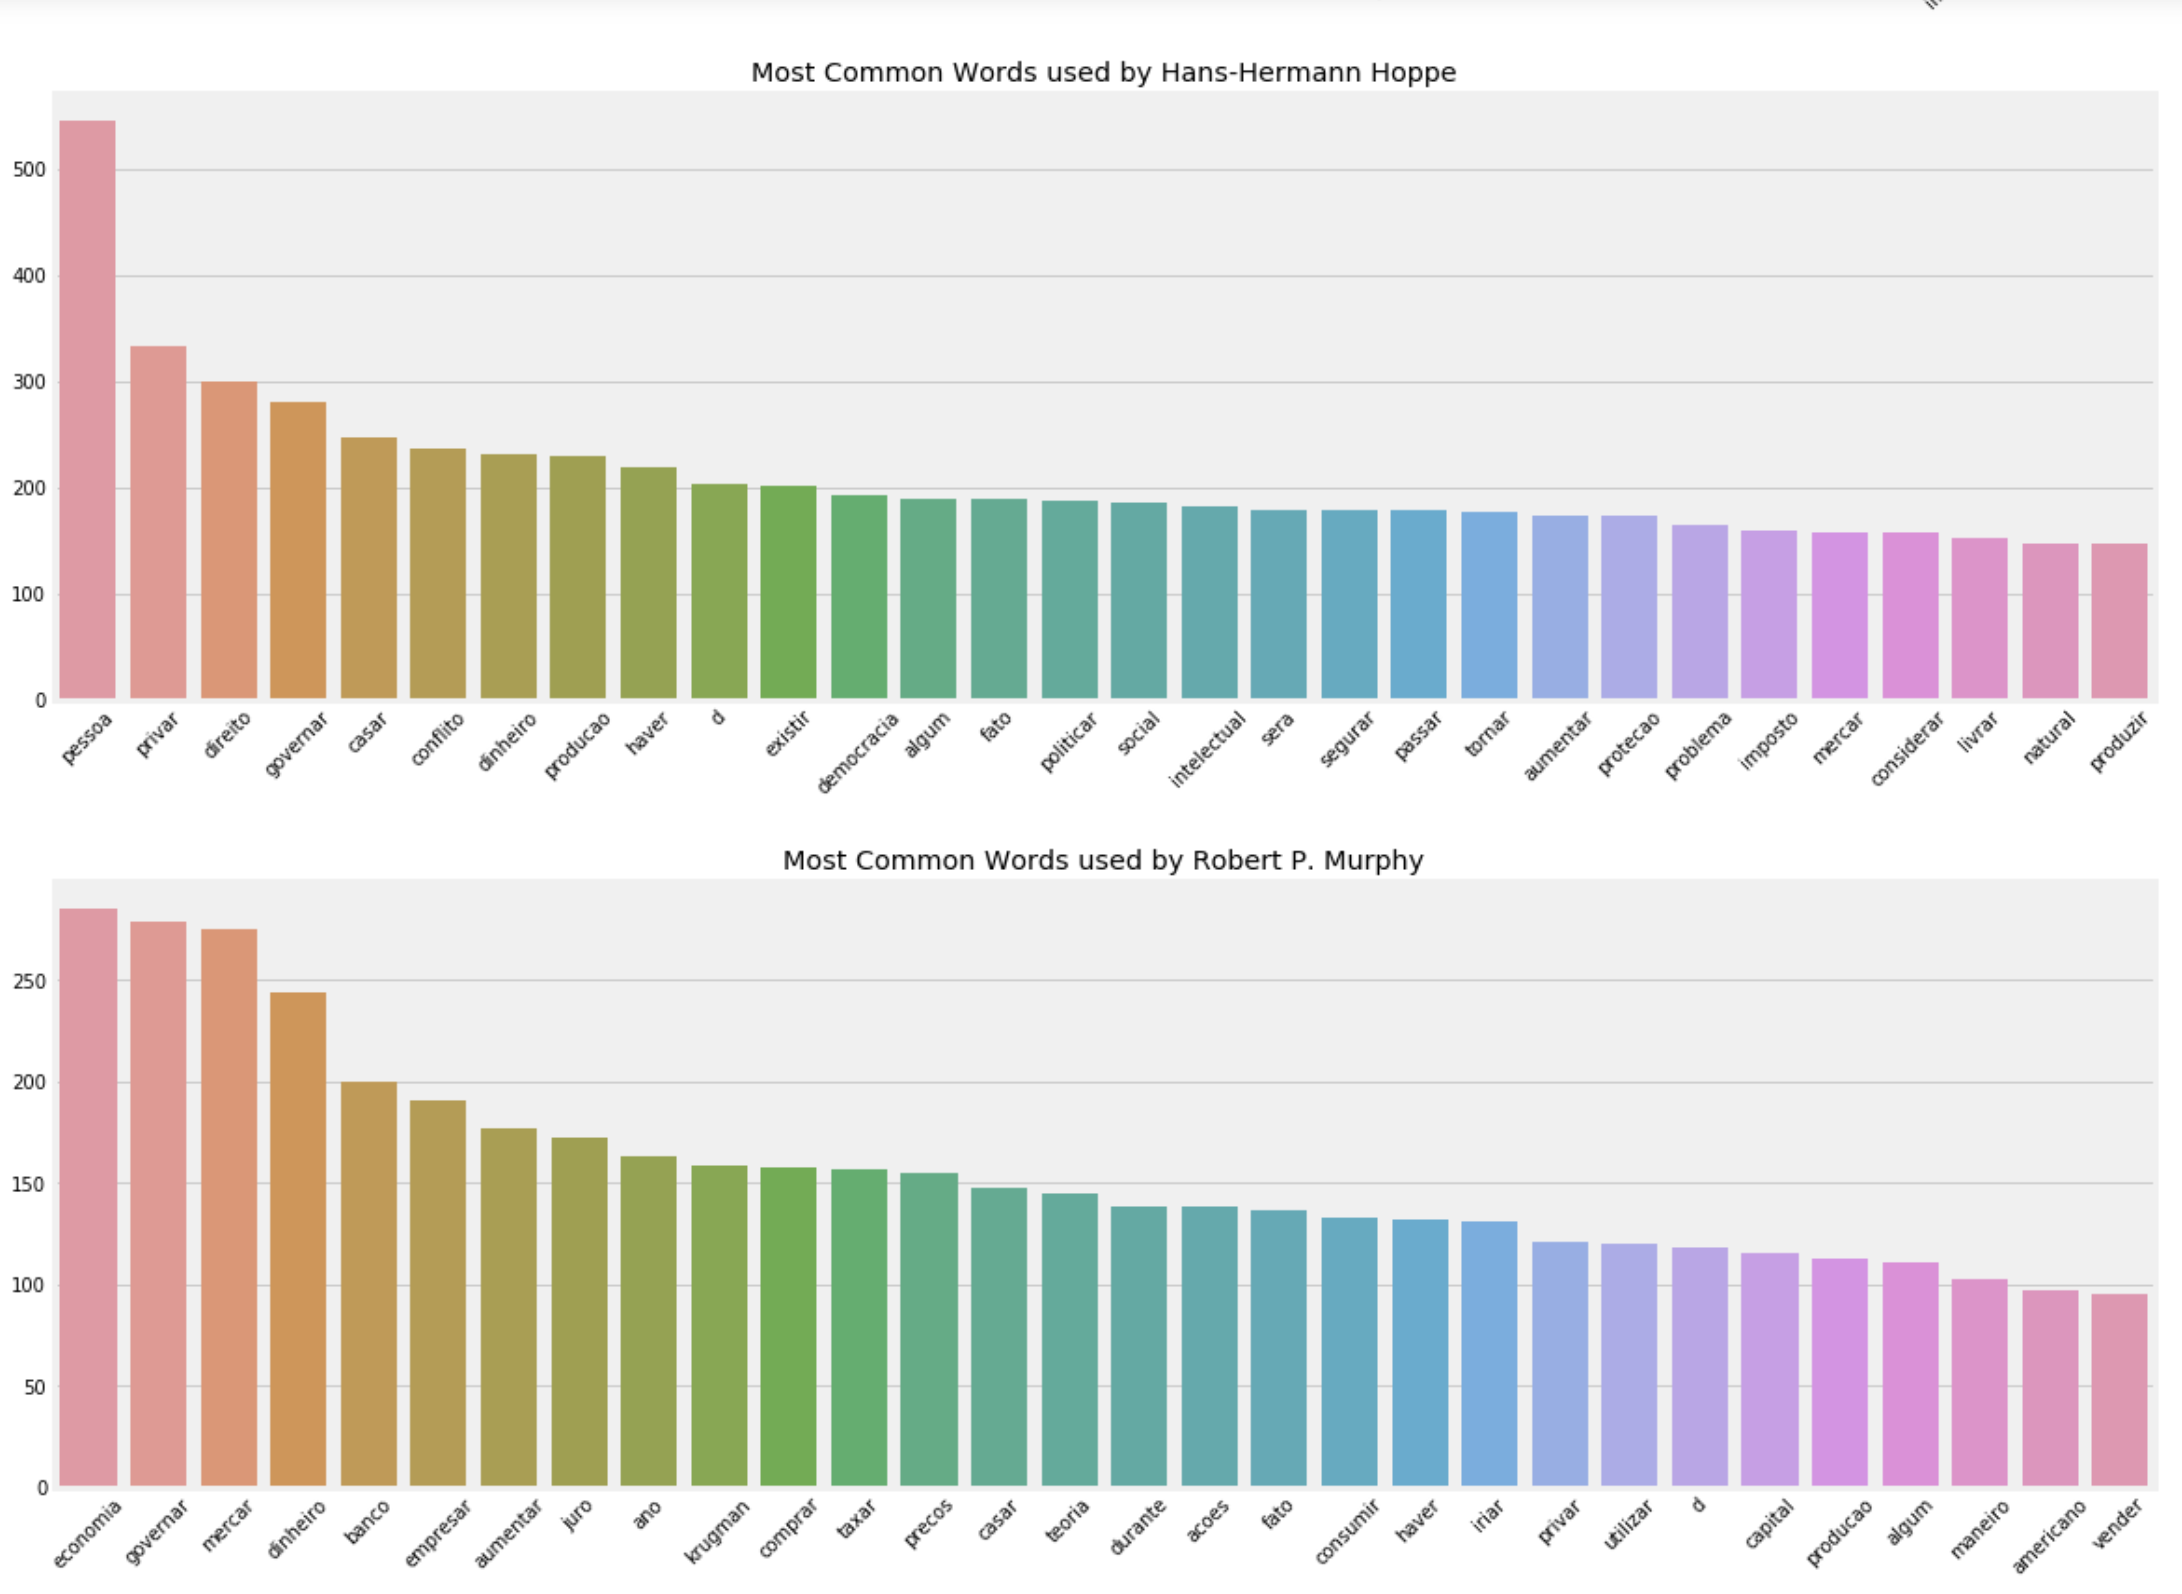 Most Common Words used by Hans-Hermann Hoppe
500
400
300
200
100
0
pessoa
privar
direito
governar
casar
conflito
dinheiro
producao
haver
d
existir
democracia
algum
fato
politicar
social
intelectual
sera
segurar
passar
tornar
aumentar
protecao
problema
imposto
mercar
considerar
livrar
natural
produzir
Most Common Words used by Robert P. Murphy
250
200
150
100
50
0
economia
governar
mercar
dinheiro
banco
empresar
aumentar
juro
ano
krugman
comprar
taxar
precos
casar
teoria
durante
acoes
fato
consumir
haver
iriar
privar
utilizar
d
capital
producao
algum
maneiro
americano
vender